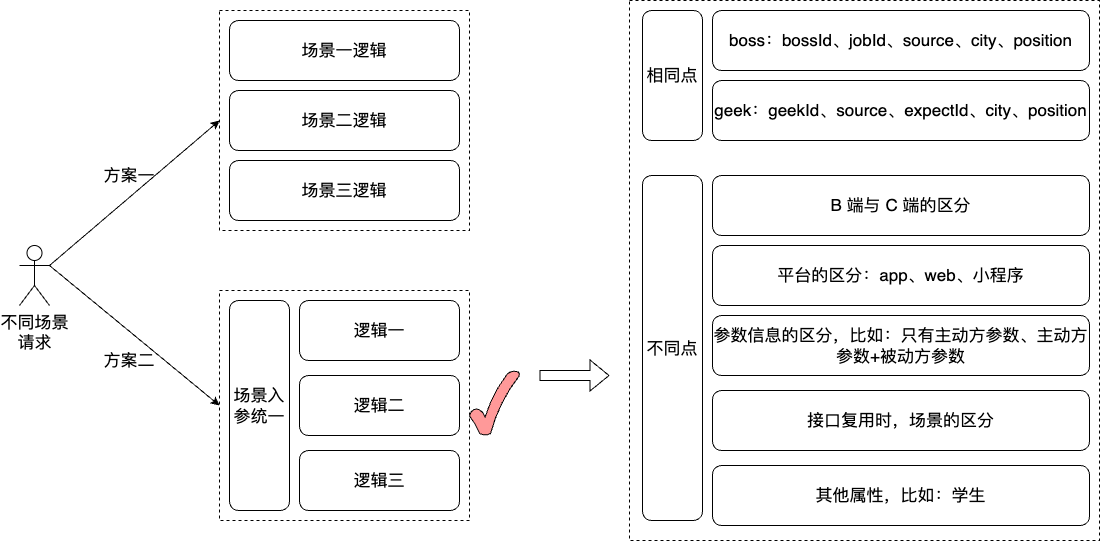 不同场景
请求
方案一
方案二
场景一逻辑
场景二逻辑
场景三逻辑
场景入
参统一
逻辑一
逻辑二
逻辑三
相同点
boss：bossId、jobId、source、city、position
geek：geekId、source、expectId、city、position
不同点
B 端与 C 端的区分
平台的区分：app、web、小程序
参数信息的区分，比如：只有主动方参数、主动方
参数+被动方参数
接口复用时，场景的区分
其他属性，比如：学生